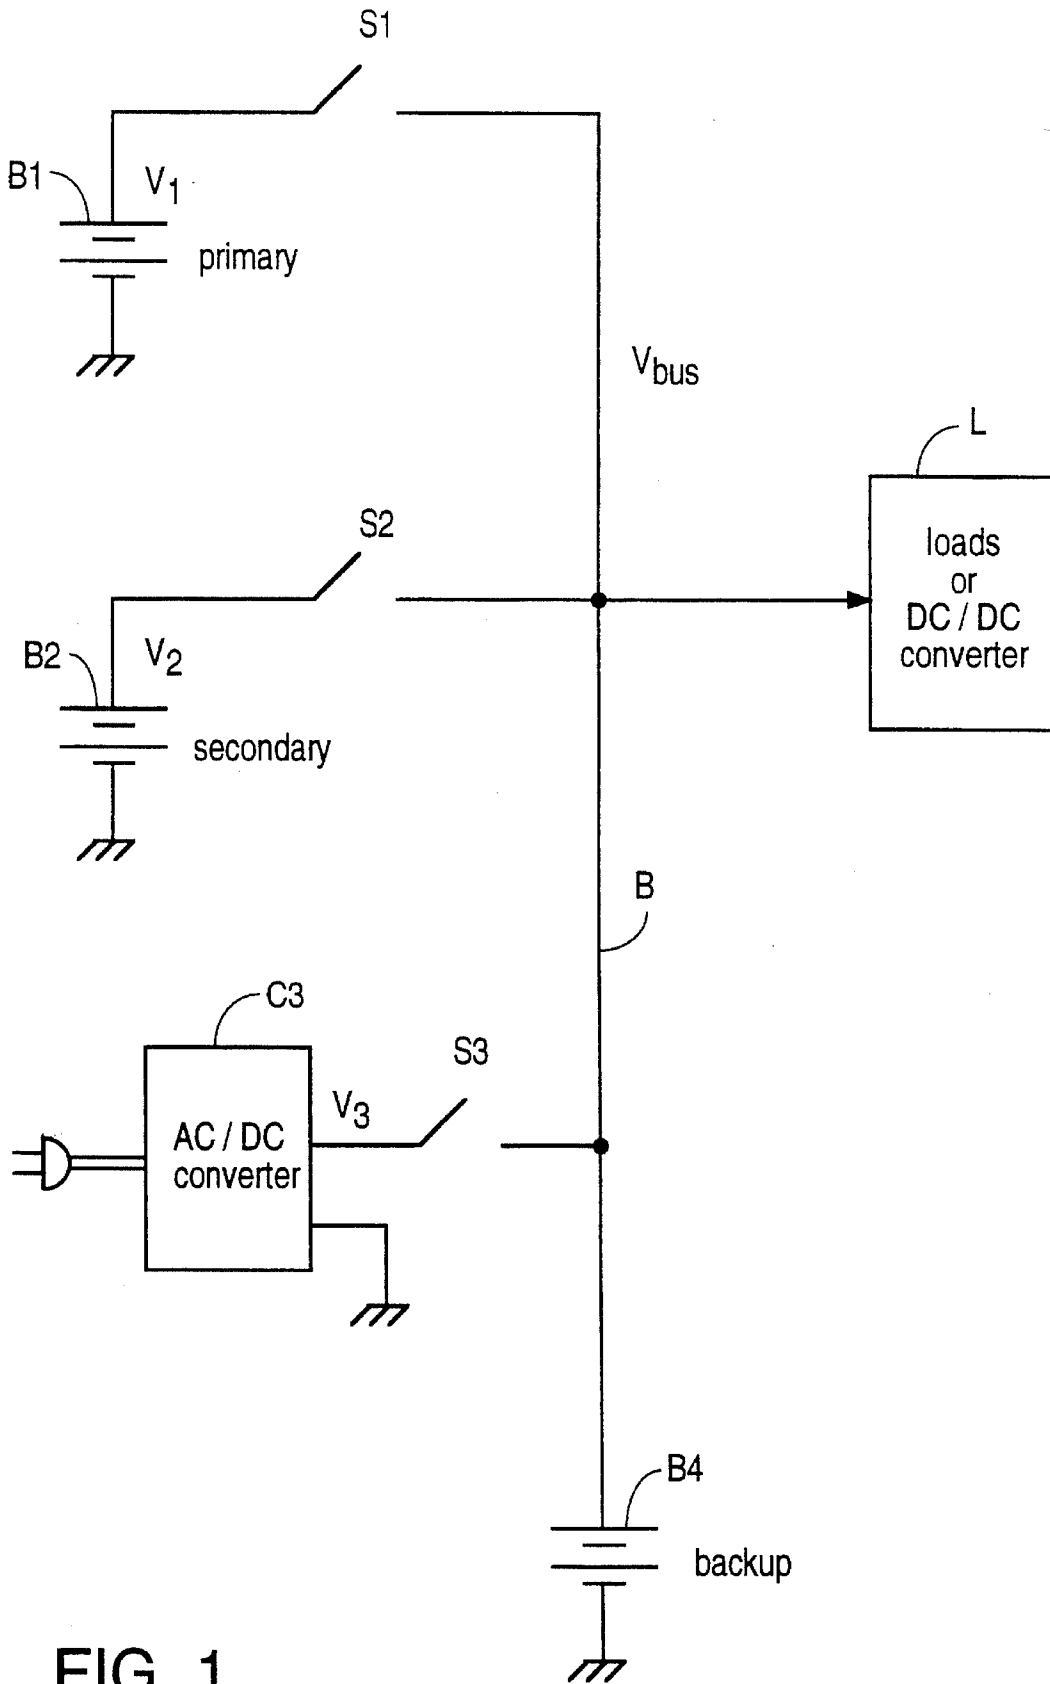 S1
B1
V1
primary
Vbus
L
S2
loads
or
DC / DC
converter
B2
V2
secondary
B
C3
S3
V3
AC / DC
converter
B4
backup
FIG. 1